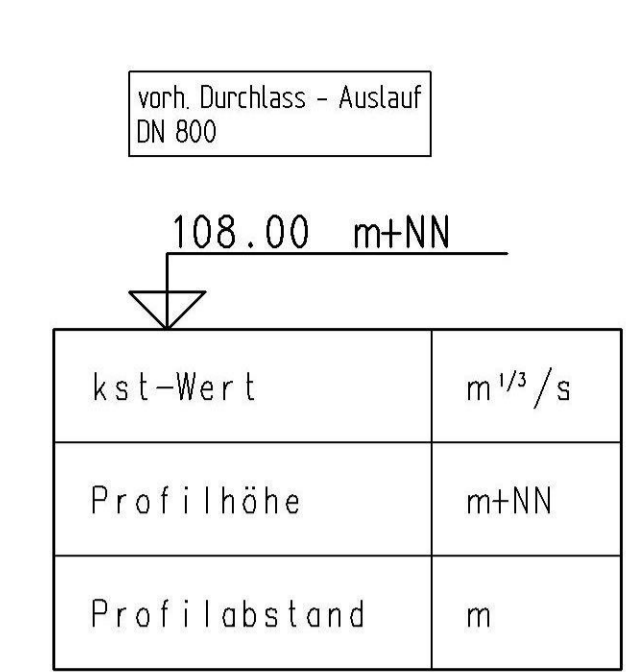 vorh. Durchlass - Auslauf
DN 800
108.00 m+NN
kst-Wert m¹/³/s
Profilhöhe m+NN
Profilabstand m